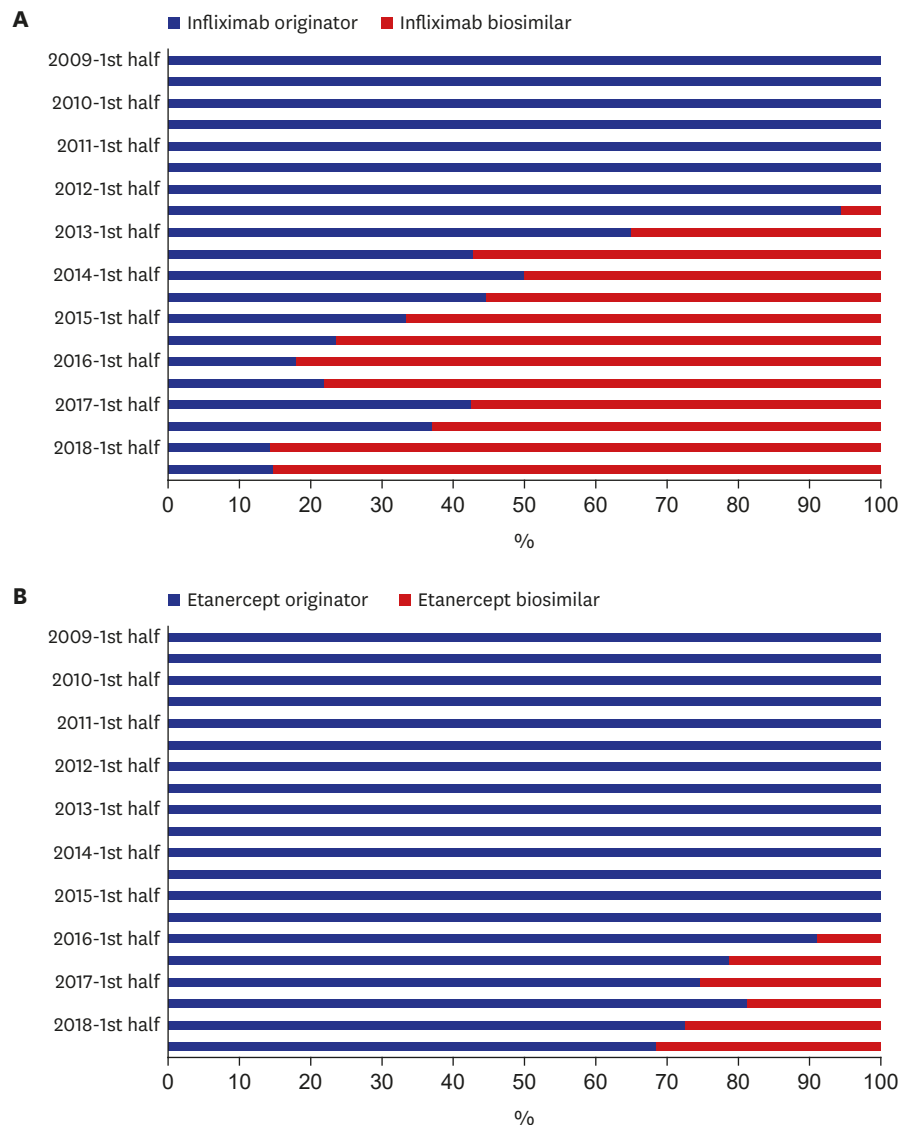 A
Infliximab originator Infliximab biosimilar
2009-1st half
2010-1st half
2011-1st half
2012-1st half
2013-1st half
2014-1st half
2015-1st half
2016-1st half
2017-1st half
2018-1st half
0 10 20 30 40 50 60 70 80 90 100
%
B
Etanercept originator Etanercept biosimilar
2009-1st half
2010-1st half
2011-1st half
2012-1st half
2013-1st half
2014-1st half
2015-1st half
2016-1st half
2017-1st half
2018-1st half
0 10 20 30 40 50 60 70 80 90 100
%